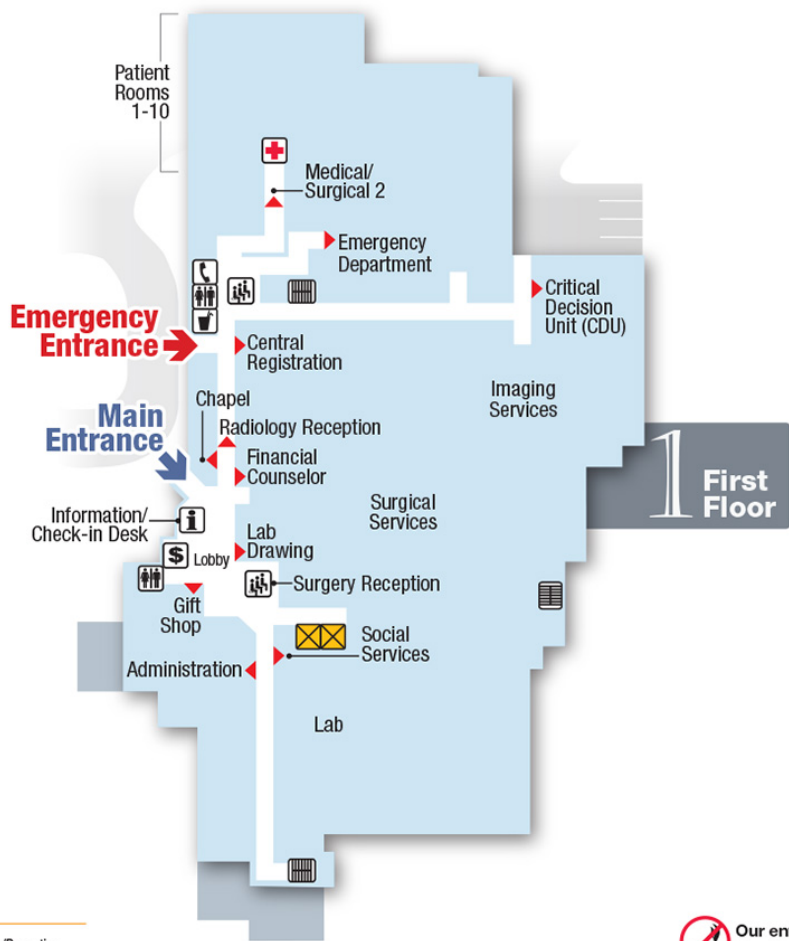 Patient
Rooms
1-10
Medical/
Surgical 2
Emergency
Department
Critical
Decision
Unit (CDU)
Emergency
Entrance
Central
Registration
Imaging
Services
Chapel
Main
Entrance
Radiology Reception
Financial
Counselor
1 First
Floor
Surgical
Services
Information/
Check-in Desk
i
Lab
Drawing
$ Lobby
Surgery Reception
Gift
Shop
Social
Services
Administration
Lab
Our en